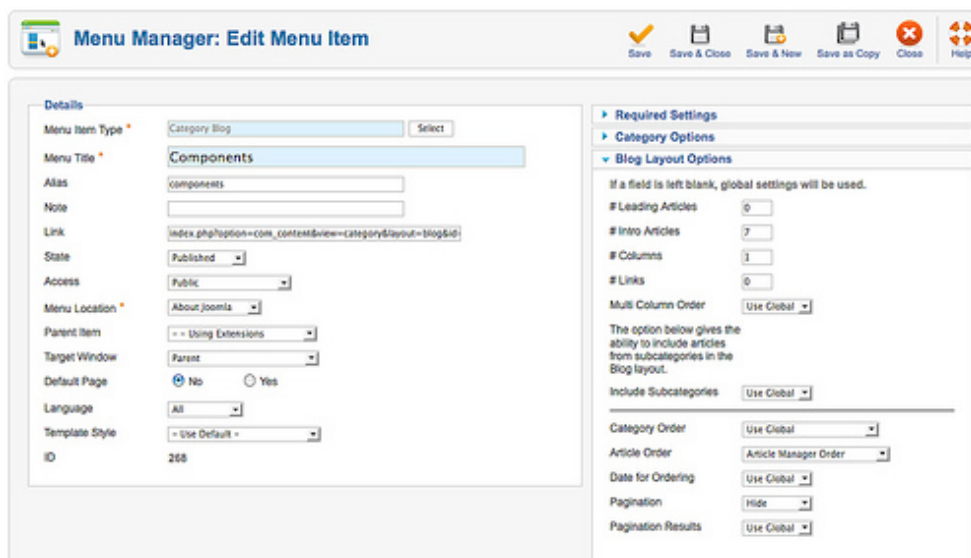 Menu Manager: Edit Menu Item
Save
Save & Close
Save & New
Save as Copy
Close
Help
Details
Menu Item Type *
Category Blog
Select
Menu Title *
Components
Alias
components
Note
Link
index.php?option=com_content&view=category&layout=blog&id=
State
Published
Access
Public
Menu Location *
About Joomla
Parent Item
- - Using Extensions
Target Window
Parent
Default Page
No
Yes
Language
All
Template Style
- Use Default -
ID
268
Required Settings
Category Options
Blog Layout Options
If a field is left blank, global settings will be used.
# Leading Articles
0
# Intro Articles
7
# Columns
1
# Links
0
Multi Column Order
Use Global
The option below gives the
ability to include articles
from subcategories in the
Blog layout.
Include Subcategories
Use Global
Category Order
Use Global
Article Order
Article Manager Order
Date for Ordering
Use Global
Pagination
Hide
Pagination Results
Use Global